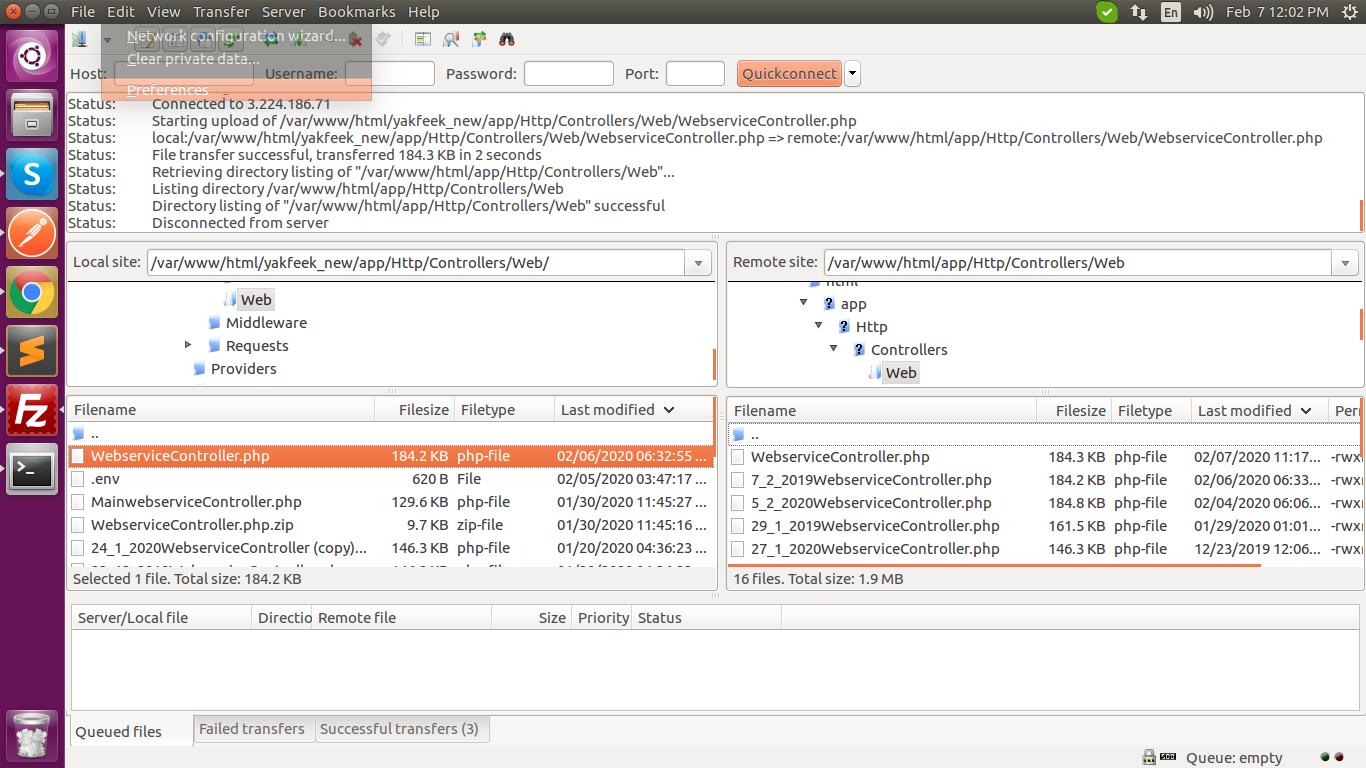 File Edit View Transfer Server Bookmarks Help
En Feb 7 12:02 PM
Network configuration wizard...
Clear private data...
Preferences
Host: Username: Password: Port: Quickconnect
Status: Connected to 3.224.186.71
Status: Starting upload of /var/www/html/yakfeek_new/app/Http/Controllers/Web/WebserviceController.php
Status: local:/var/www/html/yakfeek_new/app/Http/Controllers/Web/WebserviceController.php => remote:/var/www/html/app/Http/Controllers/Web/WebserviceController.php
Status: File transfer successful, transferred 184.3 KB in 2 seconds
Status: Retrieving directory listing of "/var/www/html/app/Http/Controllers/Web"...
Status: Listing directory /var/www/html/app/Http/Controllers/Web
Status: Directory listing of "/var/www/html/app/Http/Controllers/Web" successful
Status: Disconnected from server
Local site: /var/www/html/yakfeek_new/app/Http/Controllers/Web/
Web
Middleware
Requests
Providers
Remote site: /var/www/html/app/Http/Controllers/Web
html
? app
? Http
? Controllers
Web
Filename Filesize Filetype Last modified
..
WebserviceController.php 184.2 KB php-file 02/06/2020 06:32:55 ...
.env 620 B File 02/05/2020 03:47:17 ...
MainwebserviceController.php 129.6 KB php-file 01/30/2020 11:45:27 ...
WebserviceController.php.zip 9.7 KB zip-file 01/30/2020 11:45:16 ...
24_1_2020WebserviceController (copy)... 146.3 KB php-file 01/20/2020 04:36:23 ...
Selected 1 file. Total size: 184.2 KB
Filename Filesize Filetype Last modified Peri
..
WebserviceController.php 184.3 KB php-file 02/07/2020 11:17... -rwxr
7_2_2019WebserviceController.php 184.2 KB php-file 02/06/2020 06:33... -rwxr
5_2_2020WebserviceController.php 184.8 KB php-file 02/04/2020 06:06... -rwxr
29_1_2019WebserviceController.php 161.5 KB php-file 01/29/2020 01:01... -rwxr
27_1_2020WebserviceController.php 146.3 KB php-file 12/23/2019 12:06... -rwxr
16 files. Total size: 1.9 MB
Server/Local file Directio Remote file Size Priority Status
Queued files Failed transfers Successful transfers (3)
Queue: empty